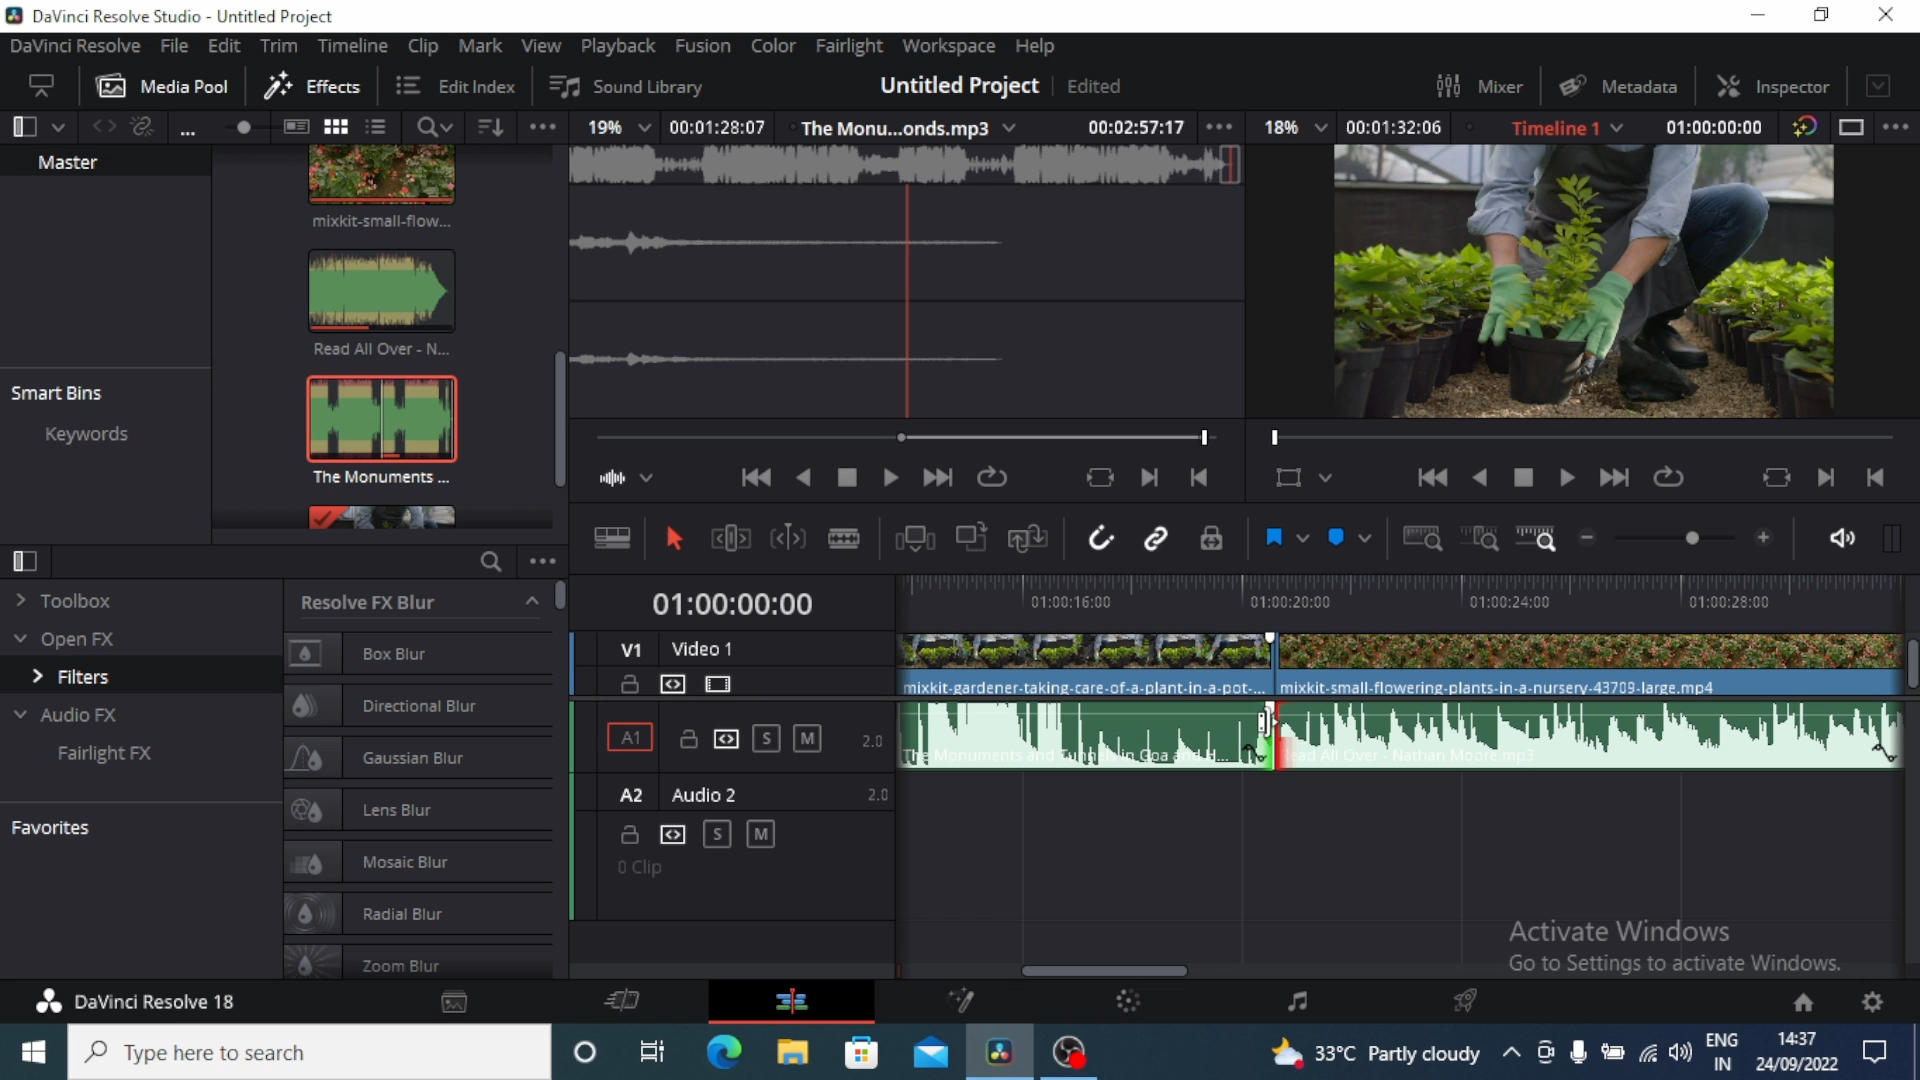 DaVinci Resolve Studio - Untitled Project
DaVinci Resolve File Edit Trim Timeline Clip Mark View Playback Fusion Color Fairlight Workspace Help
Media Pool Effects Edit Index Sound Library Untitled Project Edited Mixer Metadata Inspector
... 19% 00:01:28:07 The Monu...onds.mp3 00:02:57:17 18% 00:01:32:06 Timeline 1 01:00:00:00
Master
mixkit-small-flow...
Read All Over - N...
Smart Bins
Keywords
The Monuments ...
Toolbox
Open FX
Filters
Audio FX
Fairlight FX
Favorites
Resolve FX Blur
Box Blur
Directional Blur
Gaussian Blur
Lens Blur
Mosaic Blur
Radial Blur
Zoom Blur
01:00:00:00
01:00:16:00 01:00:20:00 01:00:24:00 01:00:28:00
V1 Video 1
mixkit-gardener-taking-care-of-a-plant-in-a-pot-... mixkit-small-flowering-plants-in-a-nursery-43709-large.mp4
A1 S M 2.0
The Monuments and Tunnels in Goa and H... Read All Over - Nathan Moore.mp3
A2 Audio 2 2.0
S M
0 Clip
Activate Windows
Go to Settings to activate Windows.
DaVinci Resolve 18
Type here to search
33°C Partly cloudy
ENG
IN
14:37
24/09/2022